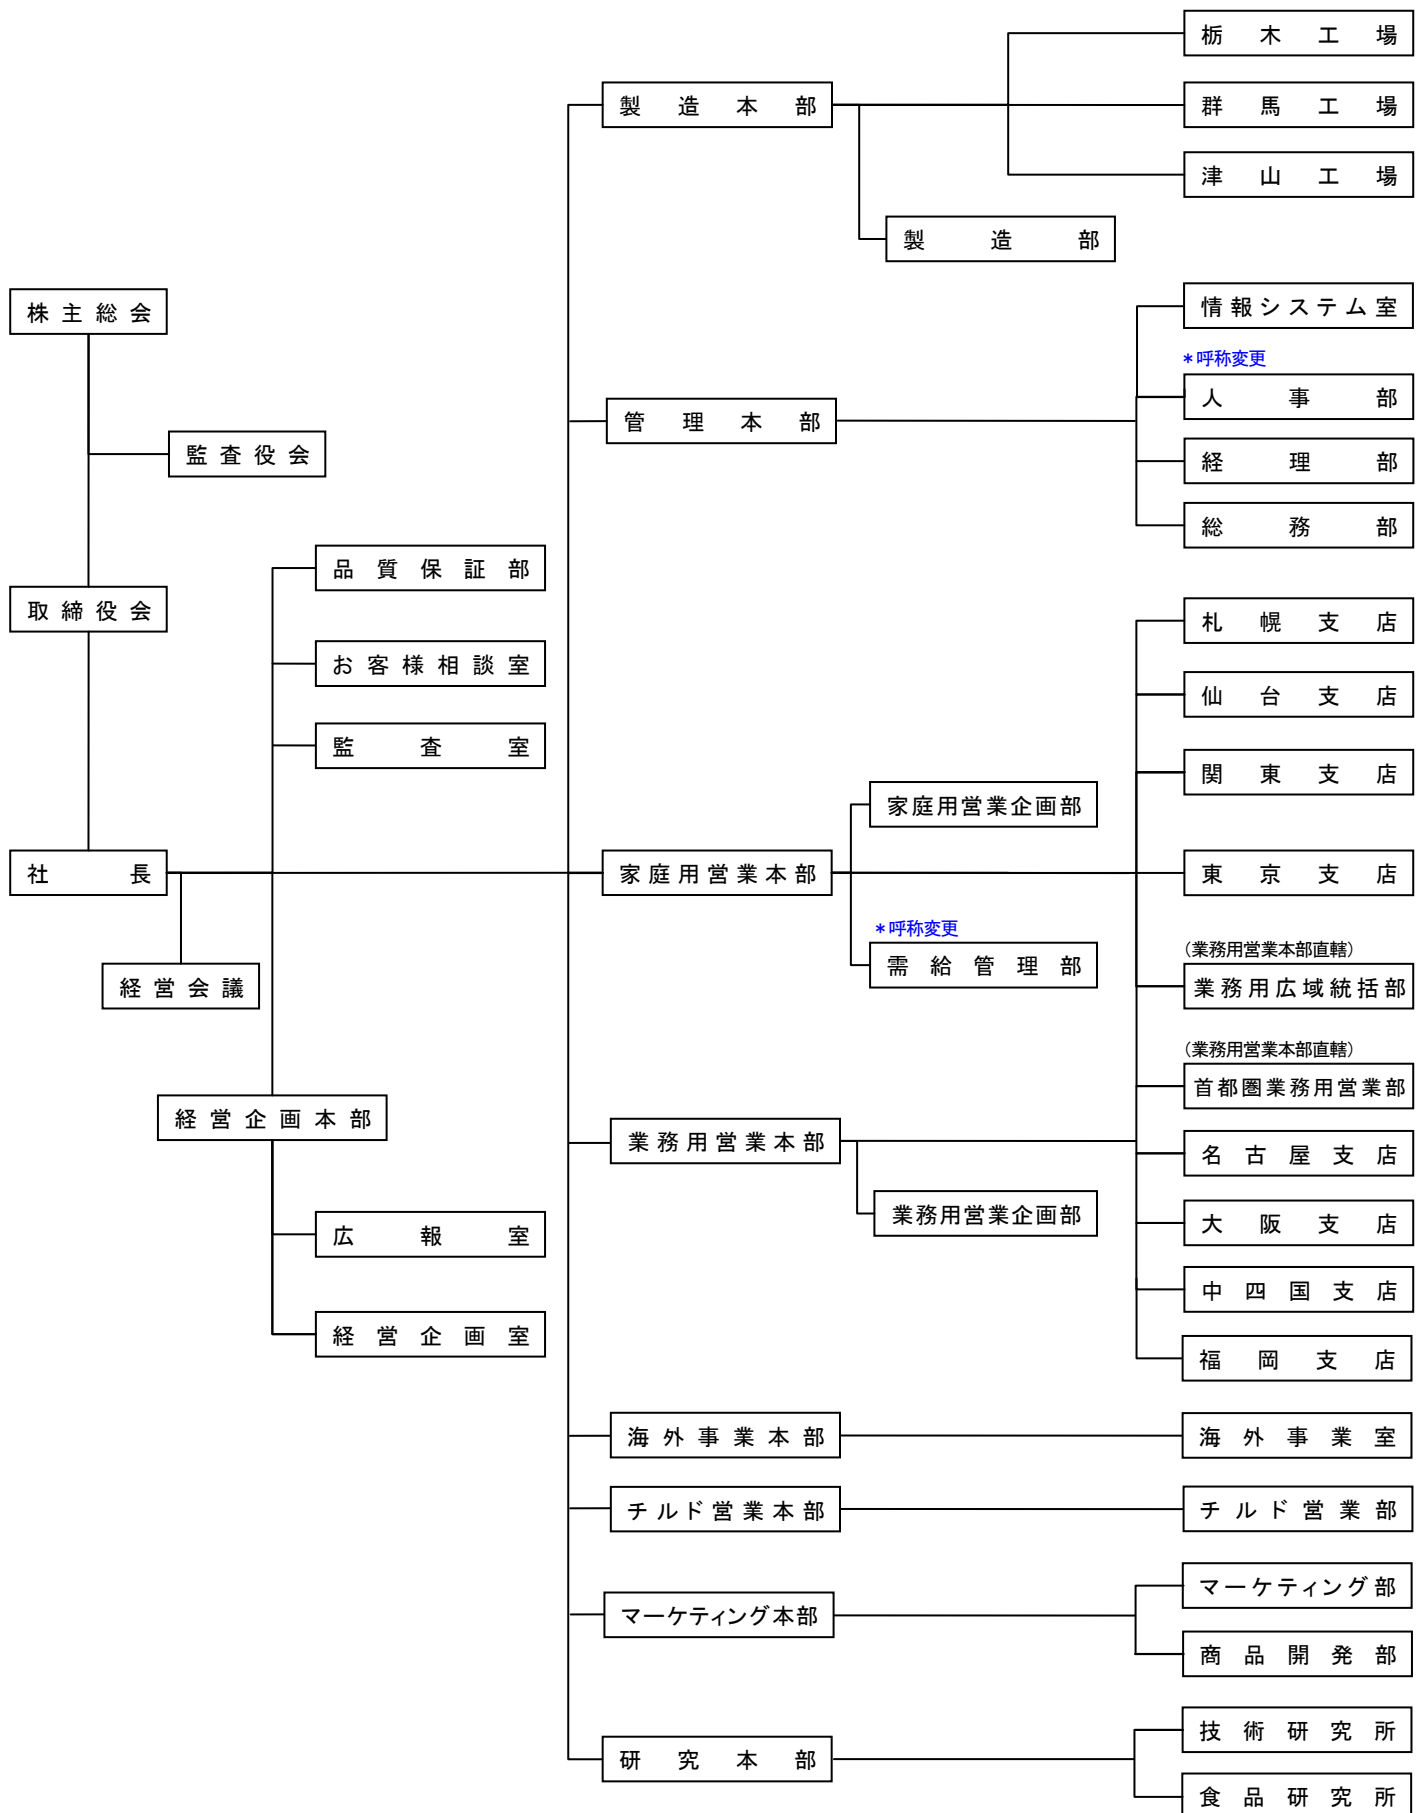 栃木工場
製造本部
群馬工場
津山工場
製造部
株主総会
情報システム室
*呼称変更
人事部
管理本部
監査役会
経理部
総務部
品質保証部
取締役会
札幌支店
お客様相談室
仙台支店
監査室
関東支店
家庭用営業企画部
社長
家庭用営業本部
東京支店
*呼称変更
需給管理部
(業務用営業本部直轄)
業務用広域統括部
経営会議
(業務用営業本部直轄)
首都圏業務用営業部
経営企画本部
業務用営業本部
名古屋支店
業務用営業企画部
広報室
大阪支店
中四国支店
経営企画室
福岡支店
海外事業本部
海外事業室
チルド営業本部
チルド営業部
マーケティング部
マーケティング本部
商品開発部
技術研究所
研究本部
食品研究所